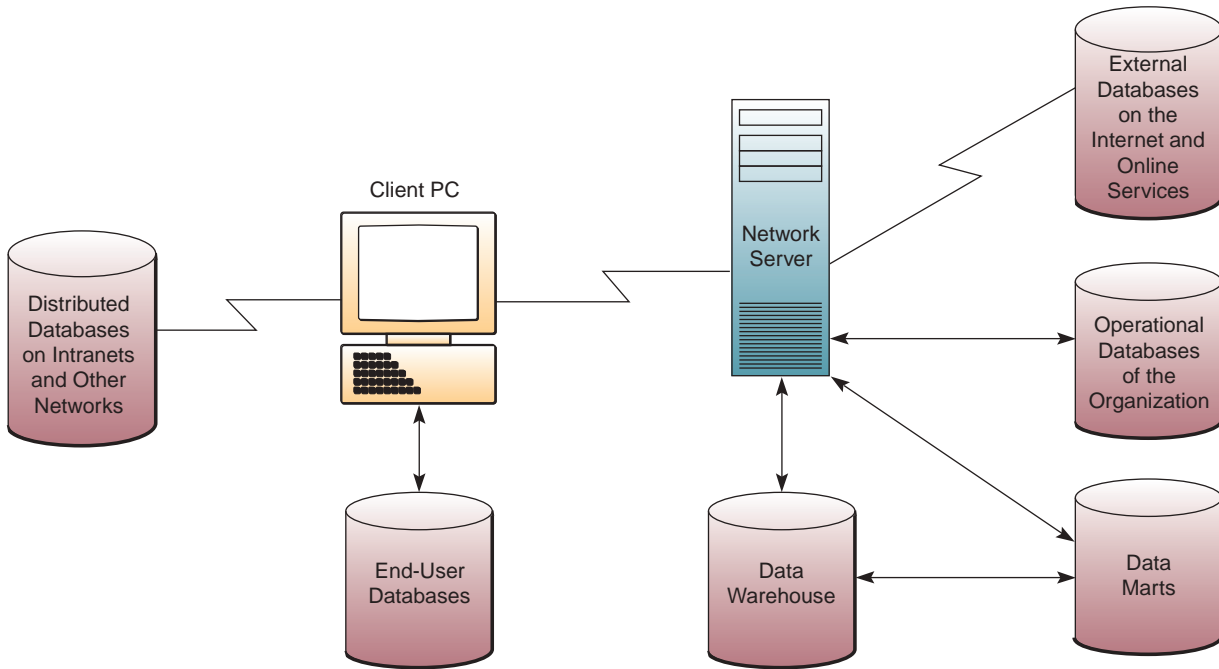 External
Databases
on the
Internet and
Online
Services
Client PC
Network
Server
Distributed
Databases
on Intranets
and Other
Networks
Operational
Databases
of the
Organization
End-User
Databases
Data
Warehouse
Data
Marts